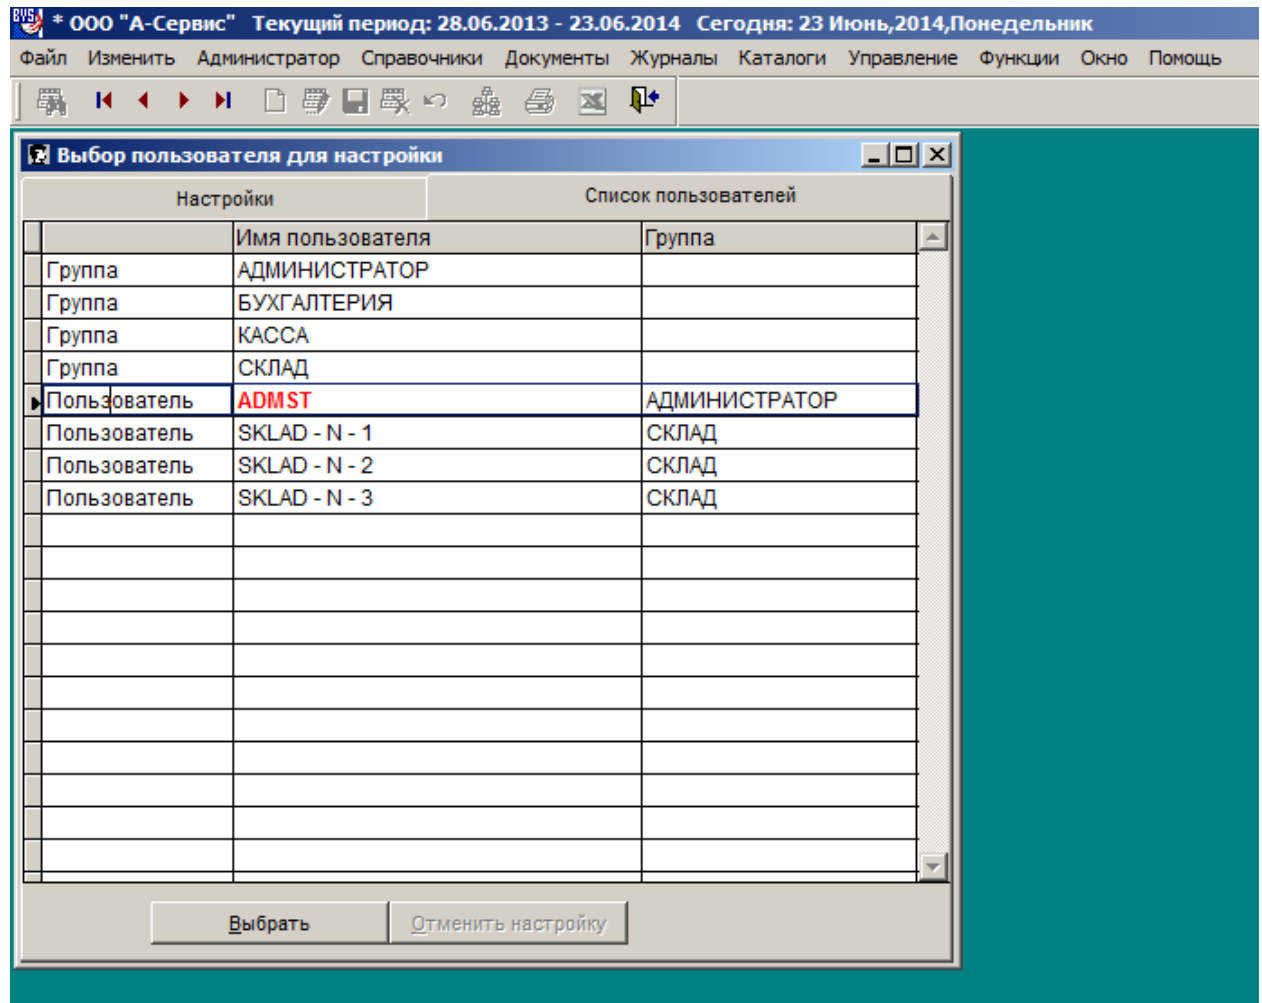 BYS * ООО "А-Сервис" Текущий период: 28.06.2013 - 23.06.2014 Сегодня: 23 Июнь,2014,Понедельник
Файл Изменить Администратор Справочники Документы Журналы Каталоги Управление Функции Окно Помощь
Выбор пользователя для настройки
Настройки Список пользователей
Имя пользователя Группа
Группа АДМИНИСТРАТОР
Группа БУХГАЛТЕРИЯ
Группа КАССА
Группа СКЛАД
Пользователь ADMST АДМИНИСТРАТОР
Пользователь SKLAD - N - 1 СКЛАД
Пользователь SKLAD - N - 2 СКЛАД
Пользователь SKLAD - N - 3 СКЛАД
Выбрать Отменить настройку